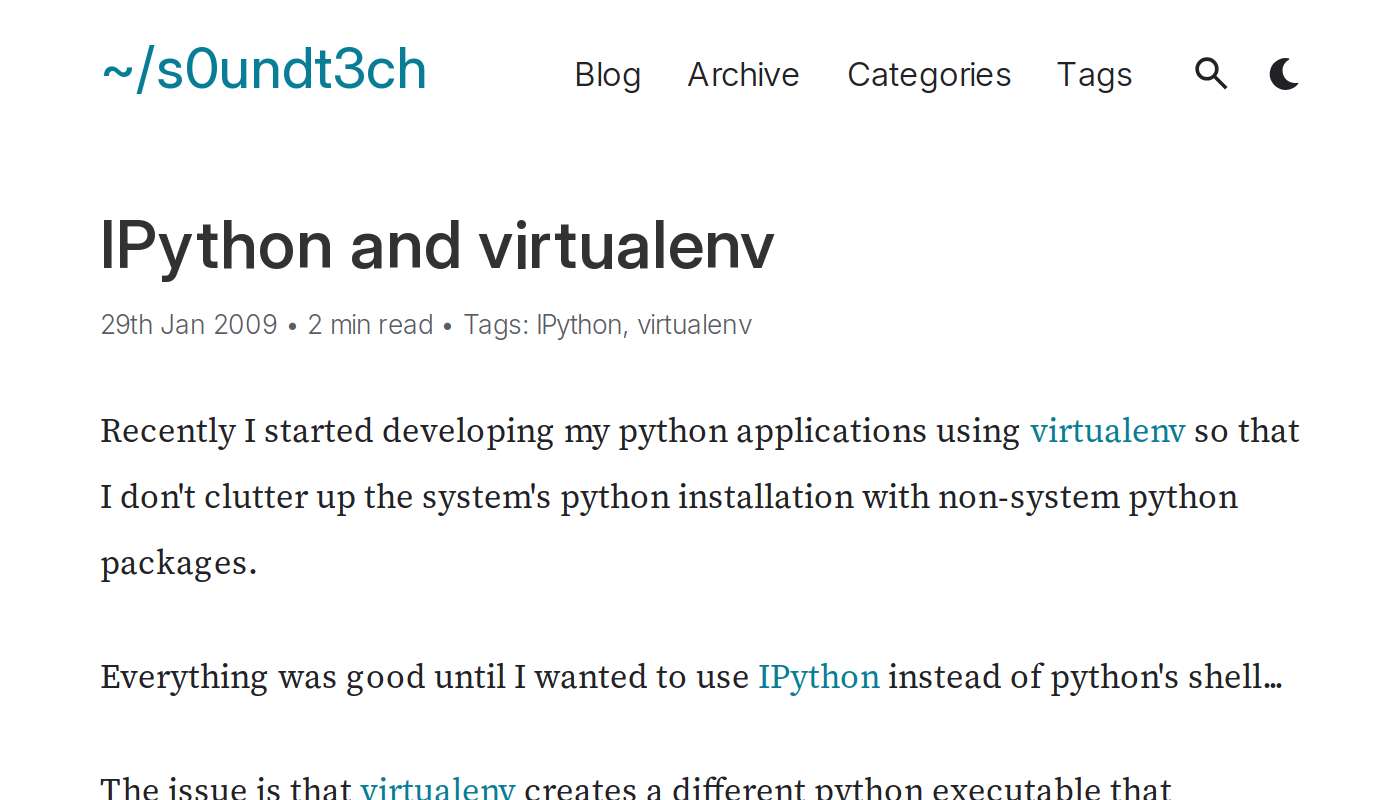 ~/s0undt3ch
Blog Archive Categories Tags
IPython and virtualenv
29th Jan 2009 • 2 min read • Tags: IPython, virtualenv
Recently I started developing my python applications using virtualenv so that
I don't clutter up the system's python installation with non-system python
packages.
Everything was good until I wanted to use IPython instead of python's shell…
The issue is that virtualenv creates a different python executable that